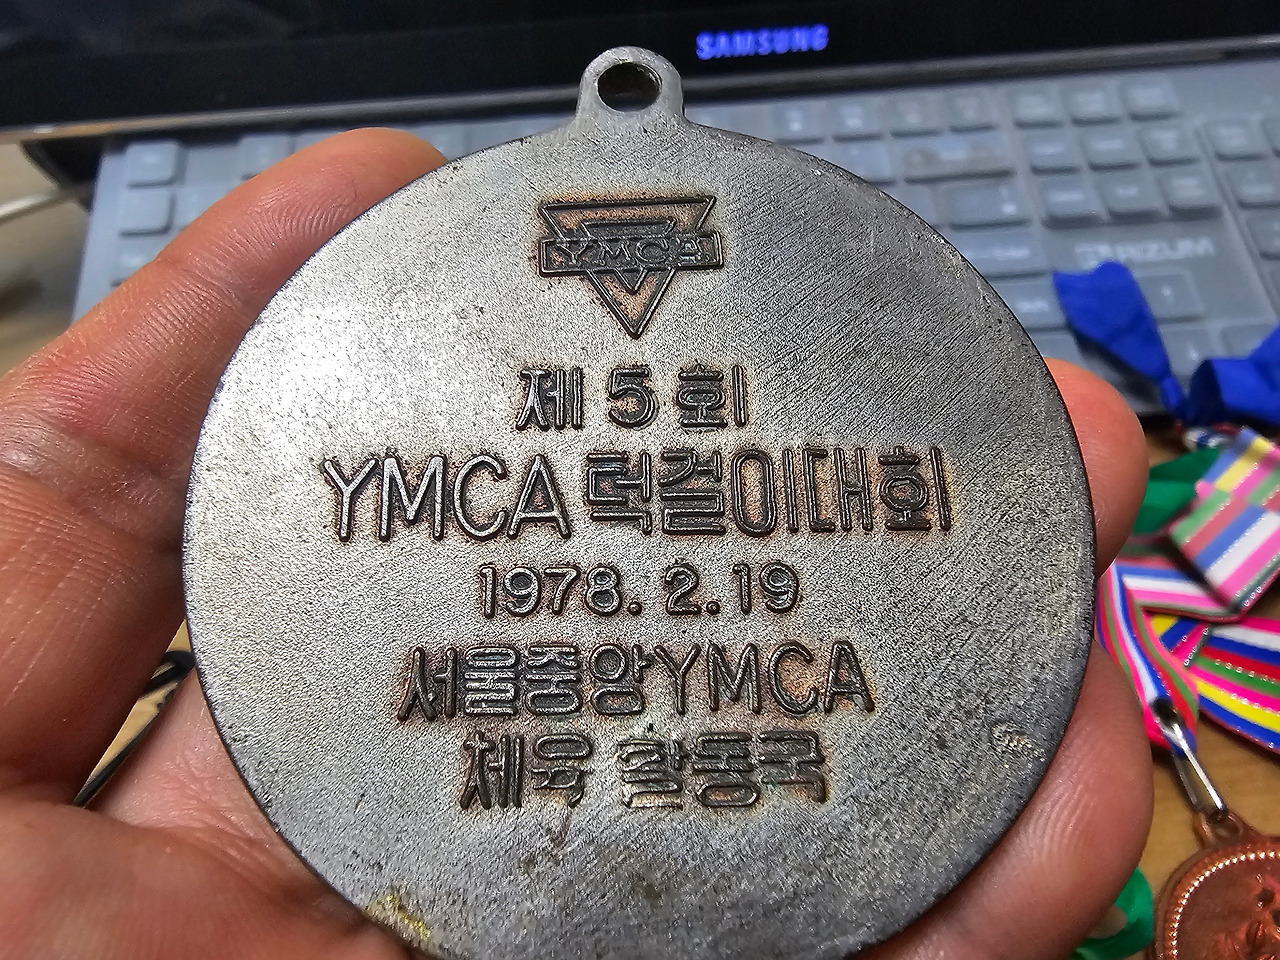 SAMSUNG
YMCA
제 5 회
YMCA 턱걸이대회
1978. 2. 19
서울중앙YMCA
체육 활동국